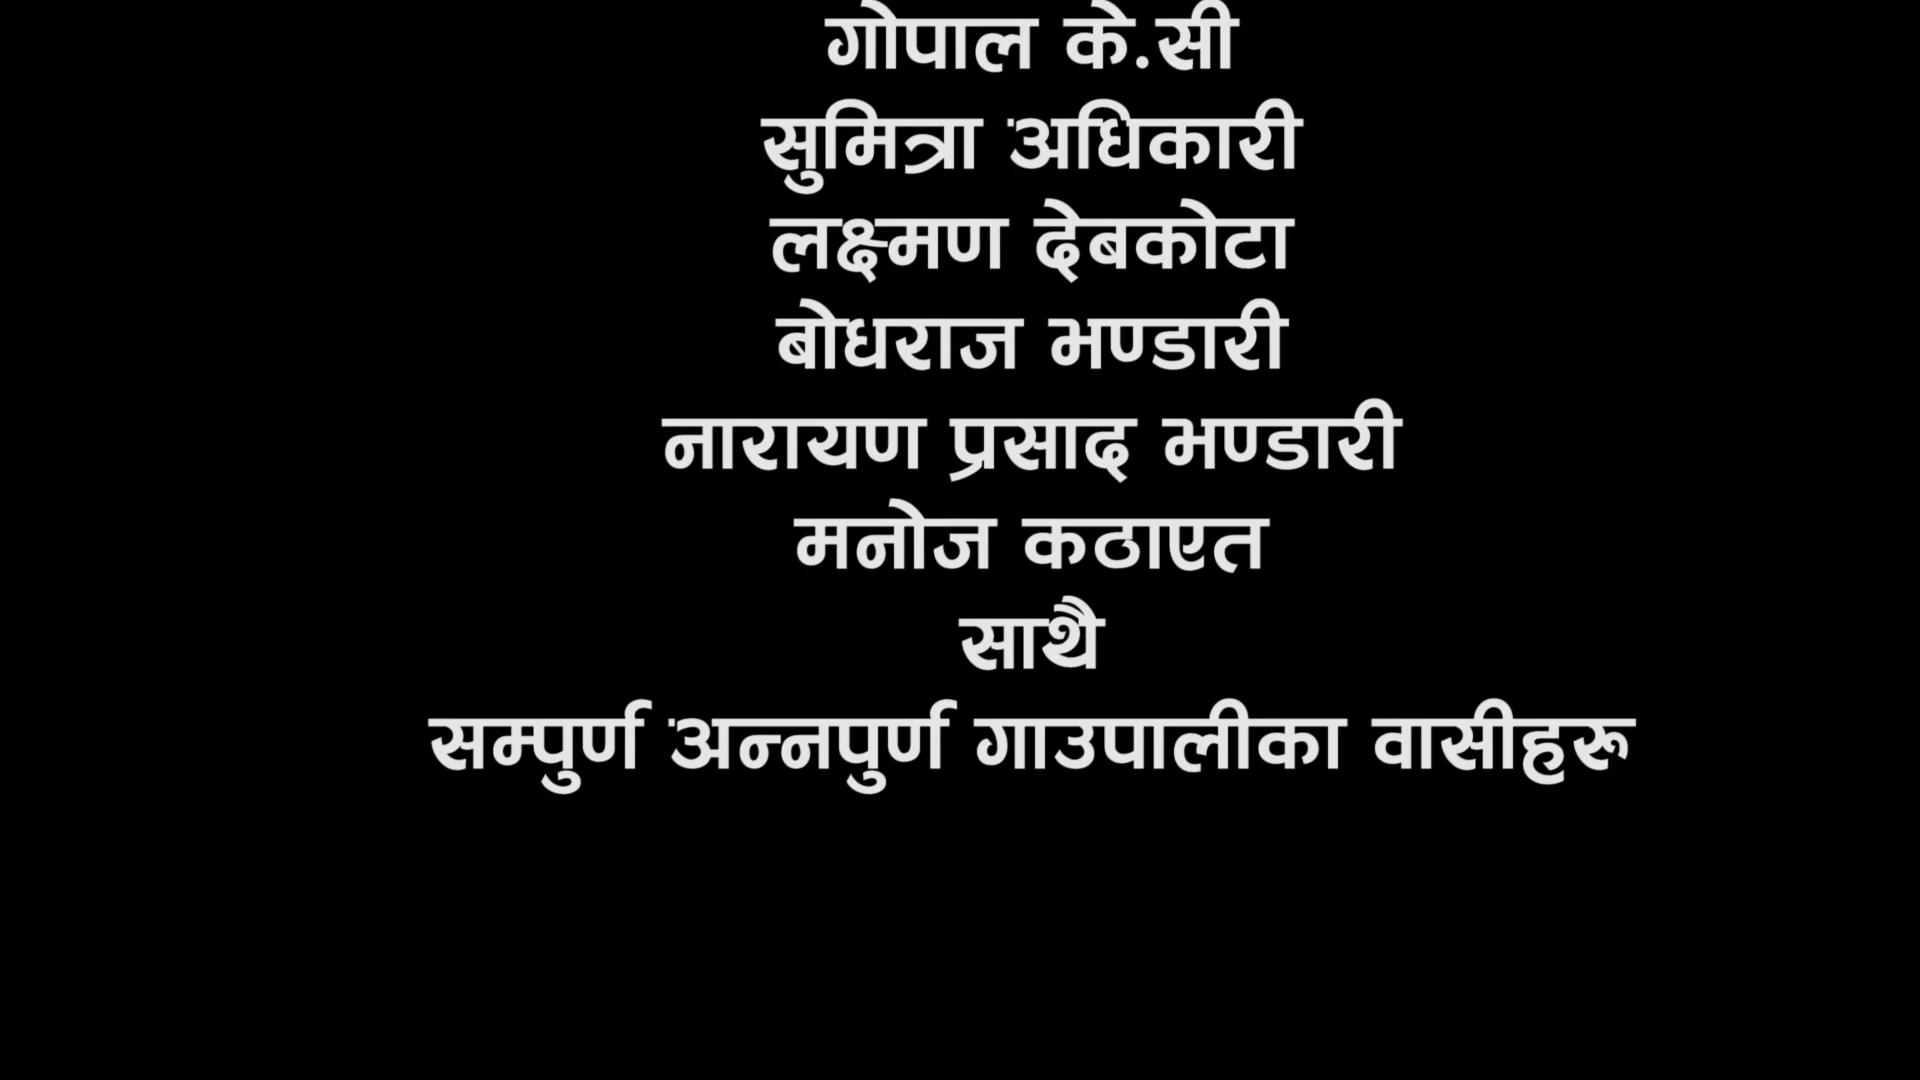 गोपाल के.सी
सुमित्रा अधिकारी
लक्ष्मण देबकोटा
बोधराज भण्डारी
नारायण प्रसाद भण्डारी
मनोज कठाएत
साथै
सम्पुर्ण अन्नपुर्ण गाउपालीका वासीहरू